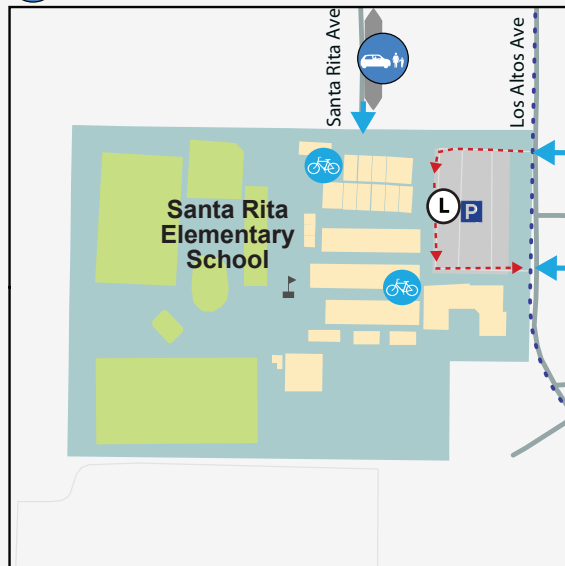 Santa Rita Ave
Los Altos Ave
Santa Rita
Elementary
School
L
P